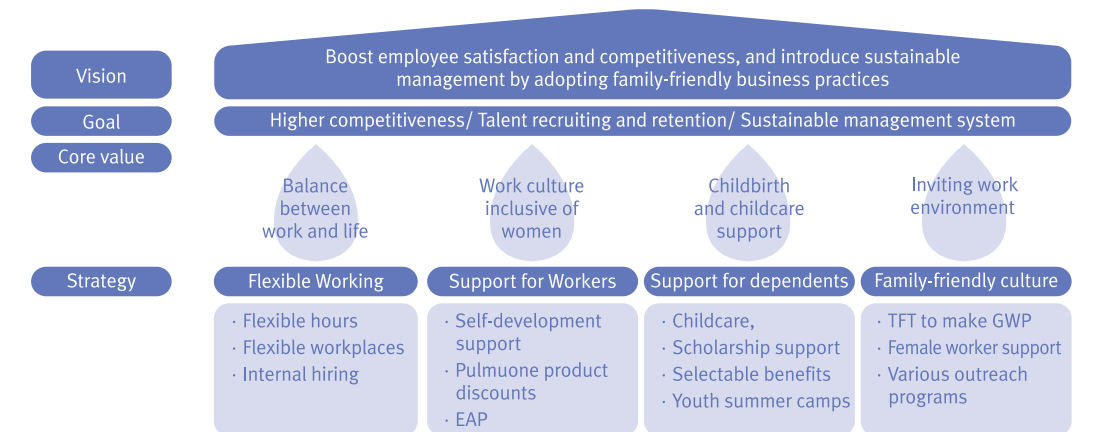 Vision
Boost employee satisfaction and competitiveness, and introduce sustainable
management by adopting family-friendly business practices
Goal
Higher competitiveness/ Talent recruiting and retention/ Sustainable management system
Core value
Balance
between
work and life
Work culture
inclusive of
women
Childbirth
and childcare
support
Inviting work
environment
Strategy
Flexible Working
· Flexible hours
· Flexible workplaces
· Internal hiring
Support for Workers
· Self-development
support
· Pulmuone product
discounts
· EAP
Support for dependents
· Childcare,
· Scholarship support
· Selectable benefits
· Youth summer camps
Family-friendly culture
· TFT to make GWP
· Female worker support
· Various outreach
programs